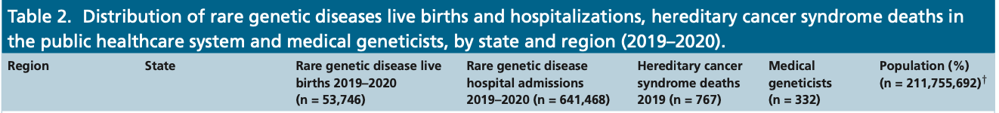 Table 2. Distribution of rare genetic diseases live births and hospitalizations, hereditary cancer syndrome deaths in
the public healthcare system and medical geneticists, by state and region (2019–2020).
Region
State
Rare genetic disease live
births 2019–2020
(n = 53,746)
Rare genetic disease
hospital admissions
2019–2020 (n = 641,468)
Hereditary cancer
syndrome deaths
2019 (n = 767)
Medical
geneticists
(n = 332)
Population (%)
(n = 211,755,692)†